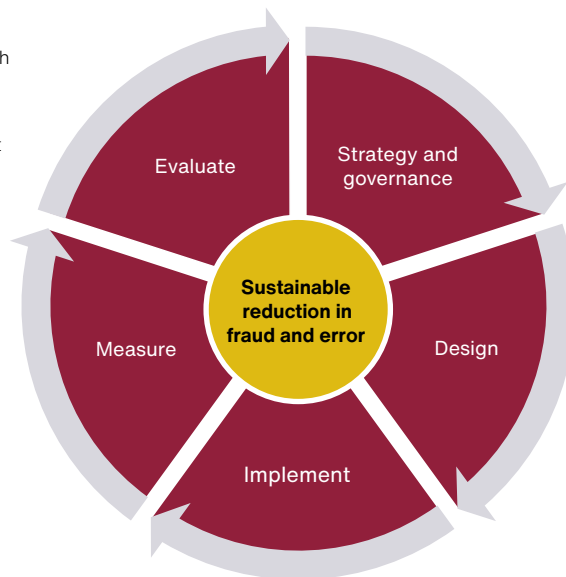 Evaluate
Strategy and
governance
Sustainable
reduction in
fraud and error
Measure
Design
Implement